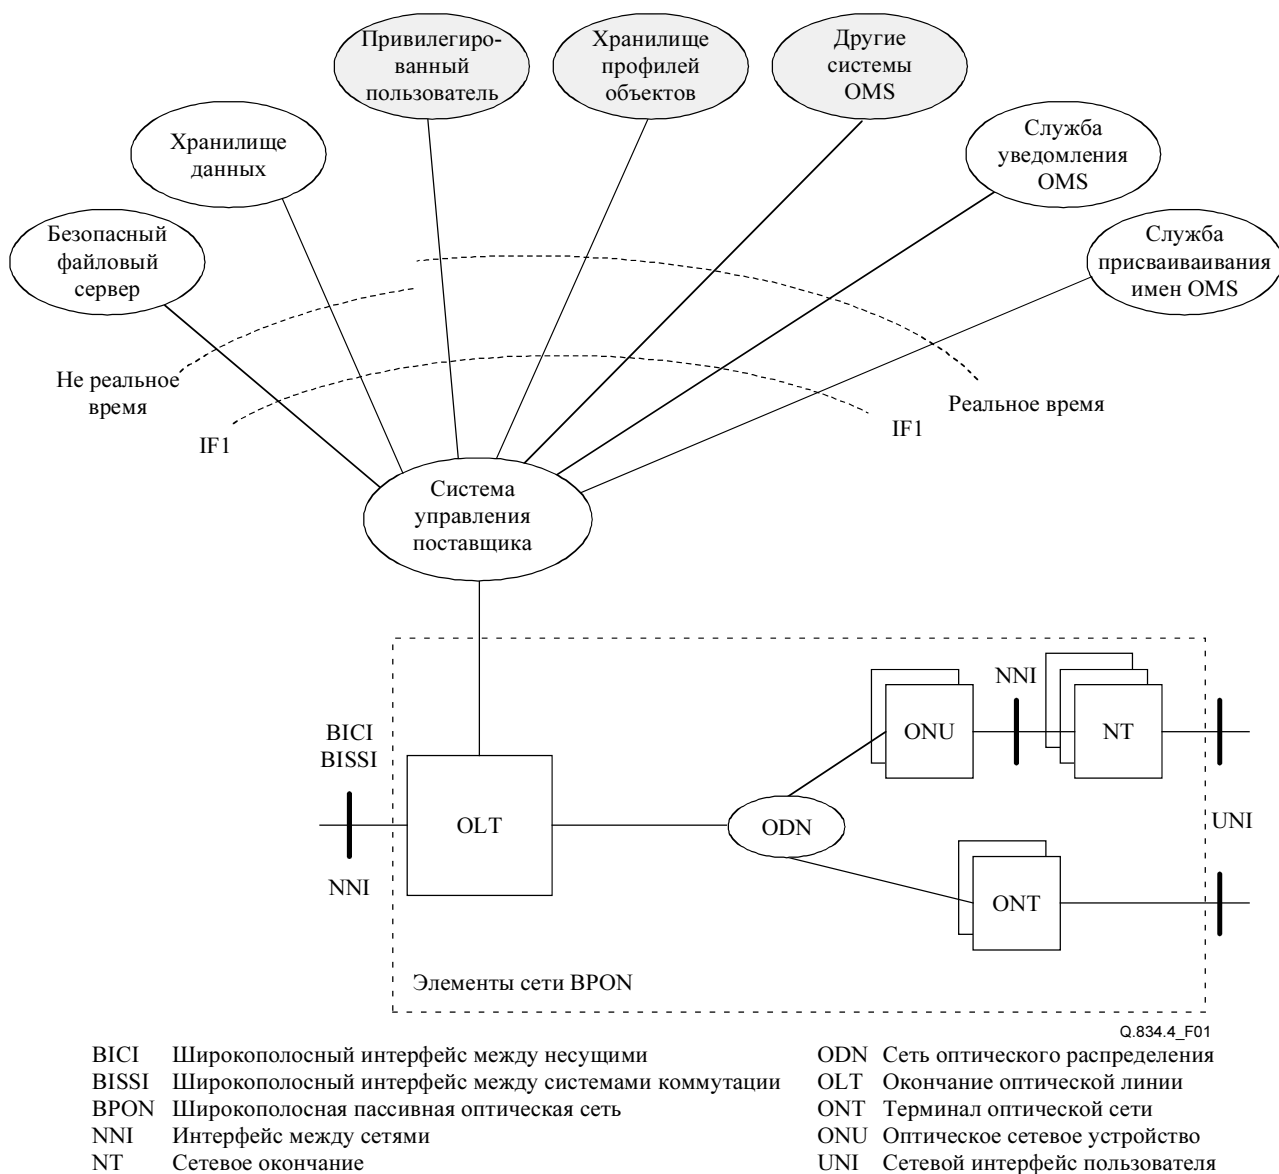 Привилегиро-
ванный
пользователь
Хранилище
профилей
объектов
Другие
системы
OMS
Хранилище
данных
Служба
уведомления
OMS
Безопасный
файловый
сервер
Служба
присваиваивания
имен OMS
Не реальное
время
Реальное время
IF1
IF1
Система
управления
поставщика
BICI
BISSI
NNI
OLT
ODN
ONU
NNI
NT
ONT
UNI
Элементы сети BPON
Q.834.4_F01
BICI Широкополосный интерфейс между несущими
BISSI Широкополосный интерфейс между системами коммутации
BPON Широкополосная пассивная оптическая сеть
NNI Интерфейс между сетями
NT Сетевое окончание
ODN Сеть оптического распределения
OLT Окончание оптической линии
ONT Терминал оптической сети
ONU Оптическое сетевое устройство
UNI Сетевой интерфейс пользователя